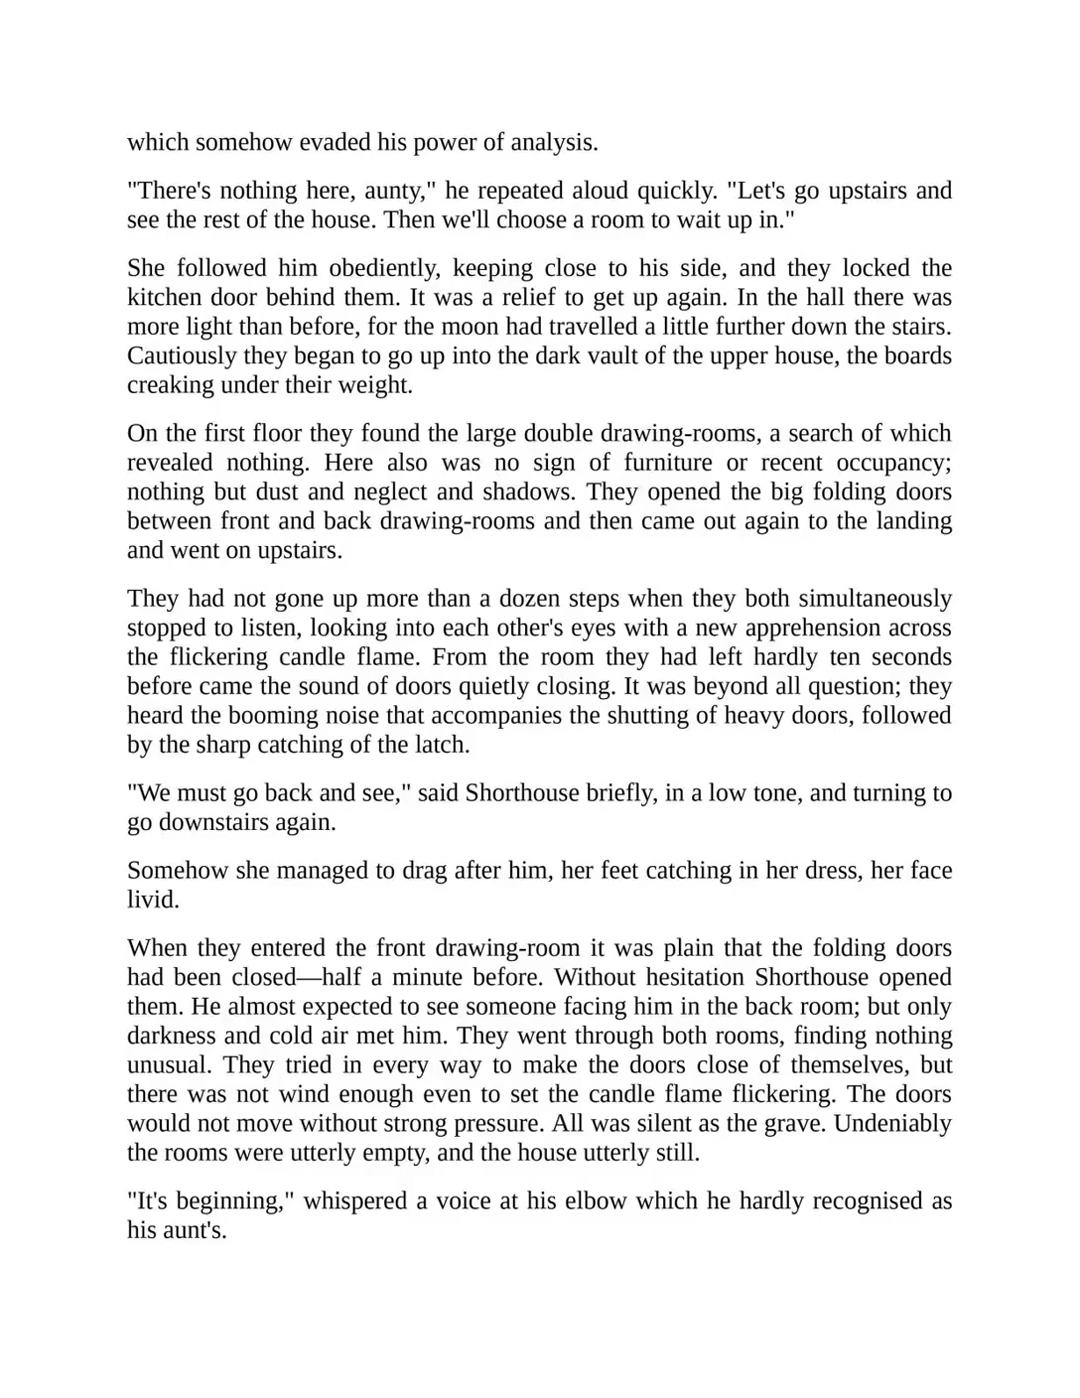 which somehow evaded his power of analysis.
"There's nothing here, aunty," he repeated aloud quickly. "Let's go upstairs and
see the rest of the house. Then we'll choose a room to wait up in."
She followed him obediently, keeping close to his side, and they locked the
kitchen door behind them. It was a relief to get up again. In the hall there was
more light than before, for the moon had travelled a little further down the stairs.
Cautiously they began to go up into the dark vault of the upper house, the boards
creaking under their weight.
On the first floor they found the large double drawing-rooms, a search of which
revealed nothing. Here also was no sign of furniture or recent occupancy;
nothing but dust and neglect and shadows. They opened the big folding doors
between front and back drawing-rooms and then came out again to the landing
and went on upstairs.
They had not gone up more than a dozen steps when they both simultaneously
stopped to listen, looking into each other's eyes with a new apprehension across
the flickering candle flame. From the room they had left hardly ten seconds
before came the sound of doors quietly closing. It was beyond all question; they
heard the booming noise that accompanies the shutting of heavy doors, followed
by the sharp catching of the latch.
"We must go back and see," said Shorthouse briefly, in a low tone, and turning to
go downstairs again.
Somehow she managed to drag after him, her feet catching in her dress, her face
livid.
When they entered the front drawing-room it was plain that the folding doors
had been closed—half a minute before. Without hesitation Shorthouse opened
them. He almost expected to see someone facing him in the back room; but only
darkness and cold air met him. They went through both rooms, finding nothing
unusual. They tried in every way to make the doors close of themselves, but
there was not wind enough even to set the candle flame flickering. The doors
would not move without strong pressure. All was silent as the grave. Undeniably
the rooms were utterly empty, and the house utterly still.
"It's beginning," whispered a voice at his elbow which he hardly recognised as
his aunt's.